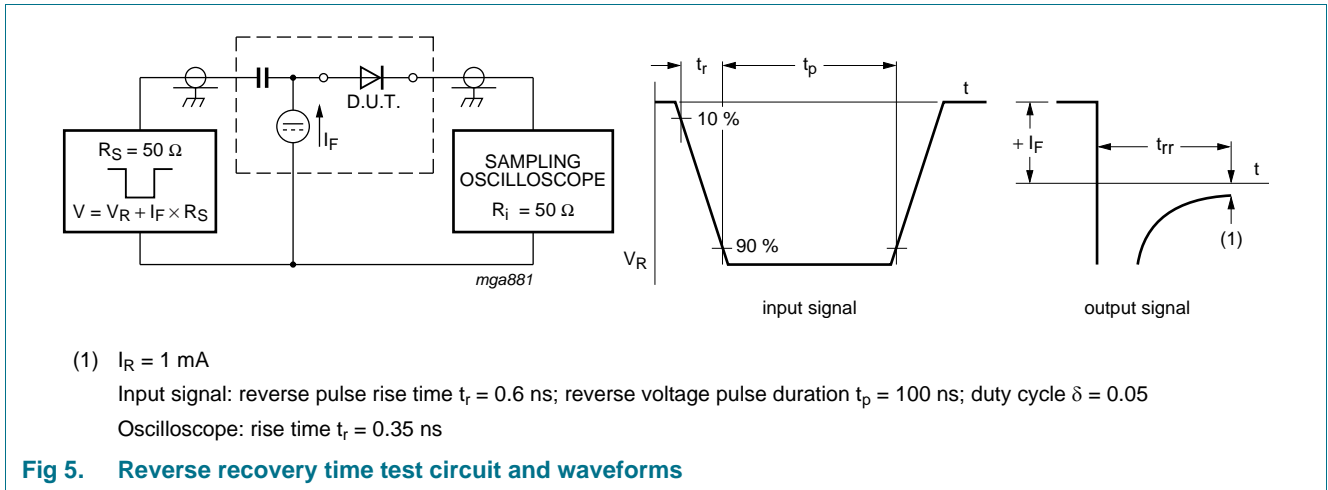 D.U.T.
I_F
R_S = 50 Ω
V = V_R + I_F × R_S
SAMPLING
OSCILLOSCOPE
R_i = 50 Ω
mga881
t_r
t_p
t
10 %
90 %
V_R
input signal
+ I_F
t_rr
t
(1)
output signal
(1) I_R = 1 mA
Input signal: reverse pulse rise time t_r = 0.6 ns; reverse voltage pulse duration t_p = 100 ns; duty cycle δ = 0.05
Oscilloscope: rise time t_r = 0.35 ns
Fig 5. Reverse recovery time test circuit and waveforms